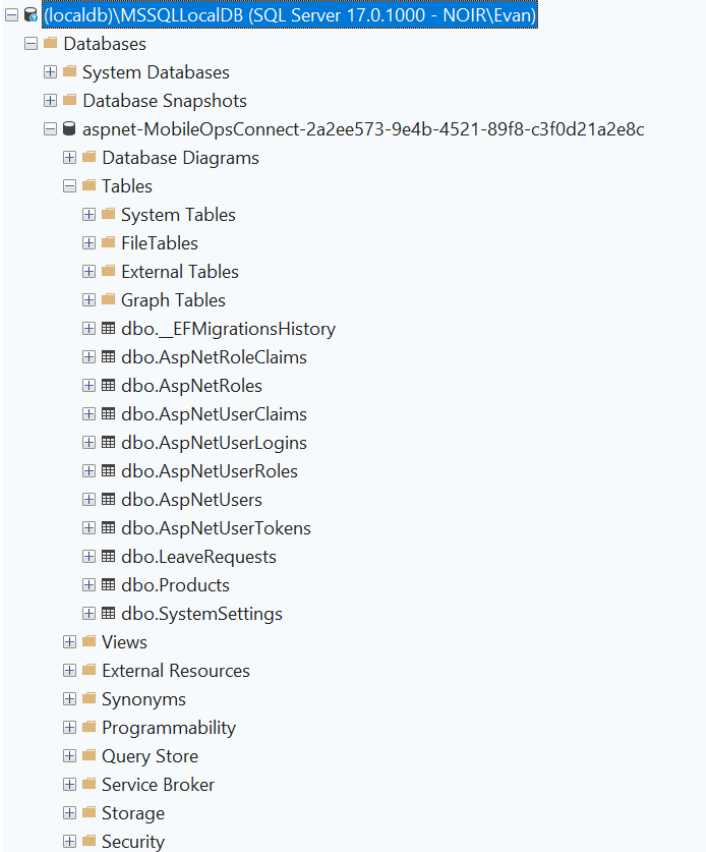 (localdb)\MSSQLLocalDB (SQL Server 17.0.1000 - NOIR\Evan)
Databases
System Databases
Database Snapshots
aspnet-MobileOpsConnect-2a2ee573-9e4b-4521-89f8-c3f0d21a2e8c
Database Diagrams
Tables
System Tables
FileTables
External Tables
Graph Tables
dbo.__EFMigrationsHistory
dbo.AspNetRoleClaims
dbo.AspNetRoles
dbo.AspNetUserClaims
dbo.AspNetUserLogins
dbo.AspNetUserRoles
dbo.AspNetUsers
dbo.AspNetUserTokens
dbo.LeaveRequests
dbo.Products
dbo.SystemSettings
Views
External Resources
Synonyms
Programmability
Query Store
Service Broker
Storage
Security